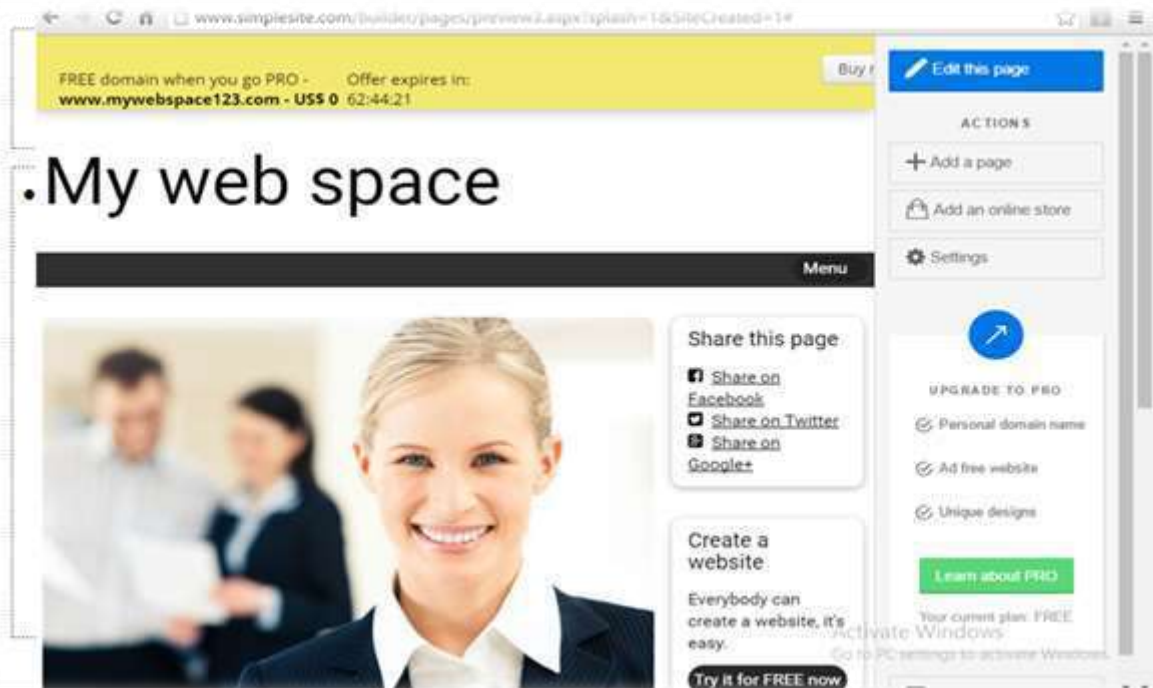 www.simplesite.com/builder/pages/preview3.aspx?splash=1&SiteCreated=1#
FREE domain when you go PRO -
www.mywebspace123.com - US$ 0
Offer expires in:
62:44:21
Buy
My web space
Menu
Share this page
Share on
Facebook
Share on Twitter
Share on
Google+
Create a
website
Everybody can
create a website, it's
easy.
Try it for FREE now
Edit this page
ACTIONS
Add a page
Add an online store
Settings
UPGRADE TO PRO
Personal domain name
Ad free website
Unique designs
Learn about PRO
Your current plan: FREE
Activate Windows
Go to PC settings to activate Windows.